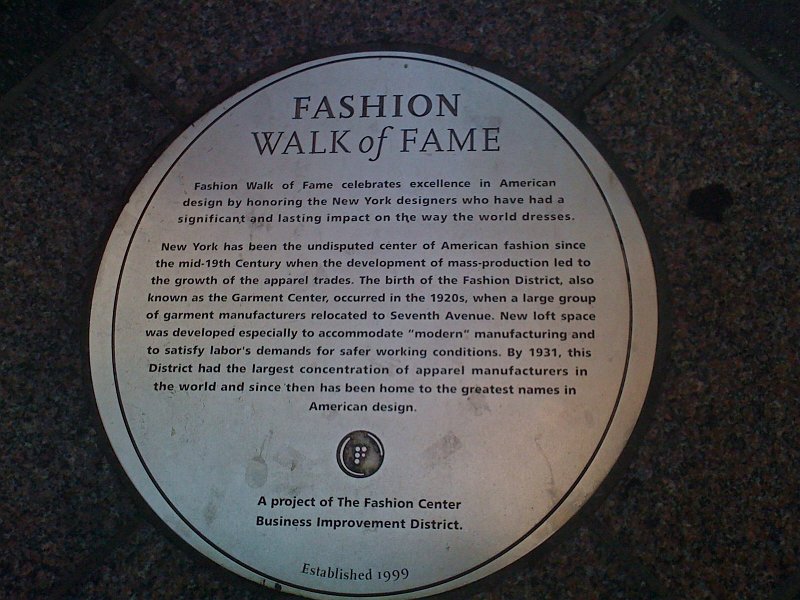 FASHION
WALK of FAME
Fashion Walk of Fame celebrates excellence in American
design by honoring the New York designers who have had a
significant and lasting impact on the way the world dresses.
New York has been the undisputed center of American fashion since
the mid-19th Century when the development of mass-production led to
the growth of the apparel trades. The birth of the Fashion District, also
known as the Garment Center, occurred in the 1920s, when a large group
of garment manufacturers relocated to Seventh Avenue. New loft space
was developed especially to accommodate "modern" manufacturing and
to satisfy labor's demands for safer working conditions. By 1931, this
District had the largest concentration of apparel manufacturers in
the world and since then has been home to the greatest names in
American design.
A project of The Fashion Center
Business Improvement District.
Established 1999